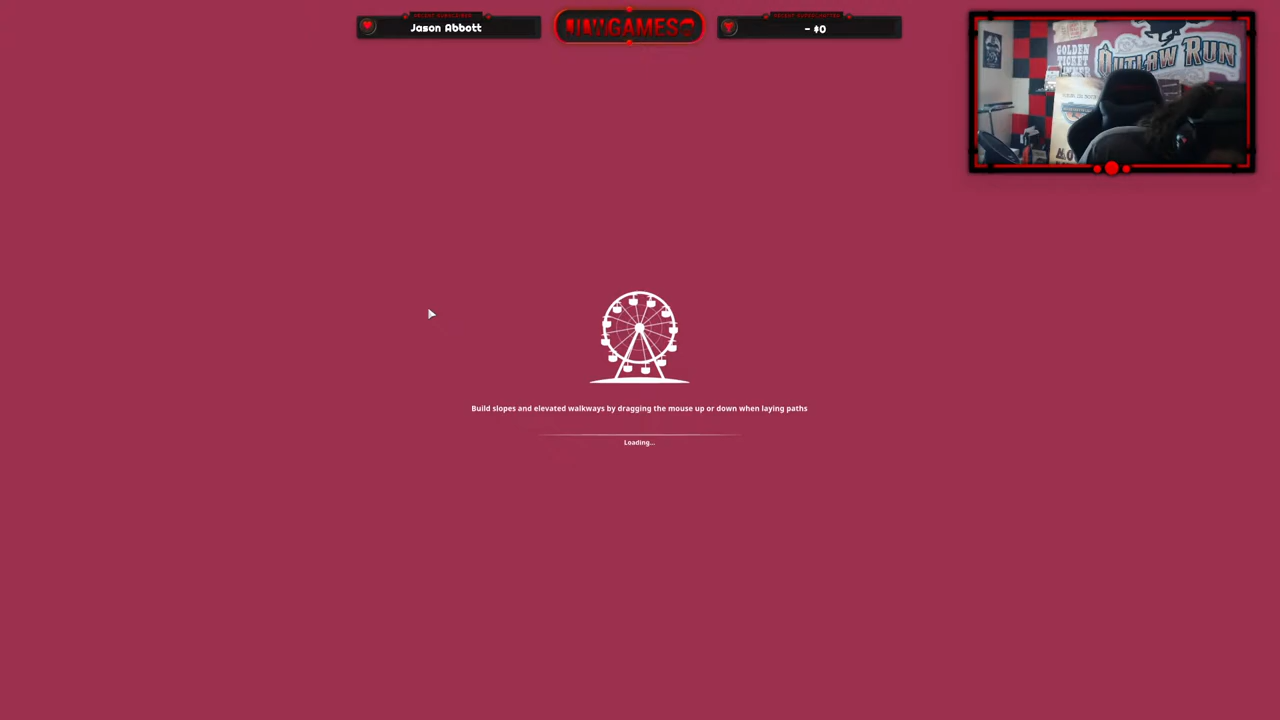 Jason Abbott
JLWGAMES
- $0
GOLDEN
TICKET
OUTLAW RUN
Build slopes and elevated walkways by dragging the mouse up or down when laying paths
Loading...